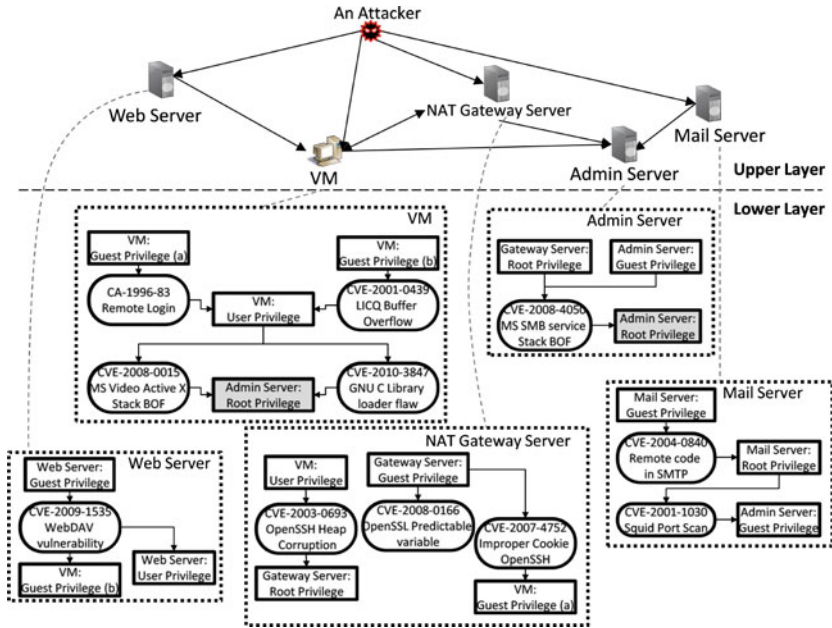 An Attacker
Web Server
NAT Gateway Server
Mail Server
VM
Admin Server
Upper Layer
Lower Layer
VM
VM:
Guest Privilege (a)
VM:
Guest Privilege (b)
CA-1996-83
Remote Login
VM:
User Privilege
CVE-2001-0439
LICQ Buffer
Overflow
CVE-2008-0015
MS Video Active X
Stack BOF
Admin Server:
Root Privilege
CVE-2010-3847
GNU C Library
loader flaw
Admin Server
Gateway Server:
Root Privilege
Admin Server:
Guest Privilege
CVE-2008-4050
MS SMB service
Stack BOF
Admin Server:
Root Privilege
Mail Server
Mail Server:
Guest Privilege
CVE-2004-0840
Remote code
in SMTP
Mail Server:
Root Privilege
CVE-2001-1030
Squid Port Scan
Admin Server:
Guest Privilege
Web Server
Web Server:
Guest Privilege
CVE-2009-1535
WebDAV
vulnerability
Web Server:
User Privilege
VM:
Guest Privilege (b)
NAT Gateway Server
VM:
User Privilege
Gateway Server:
Guest Privilege
CVE-2003-0693
OpenSSH Heap
Corruption
CVE-2008-0166
OpenSSL Predictable
variable
CVE-2007-4752
Improper Cookie
OpenSSH
Gateway Server:
Root Privilege
VM:
Guest Privilege (a)